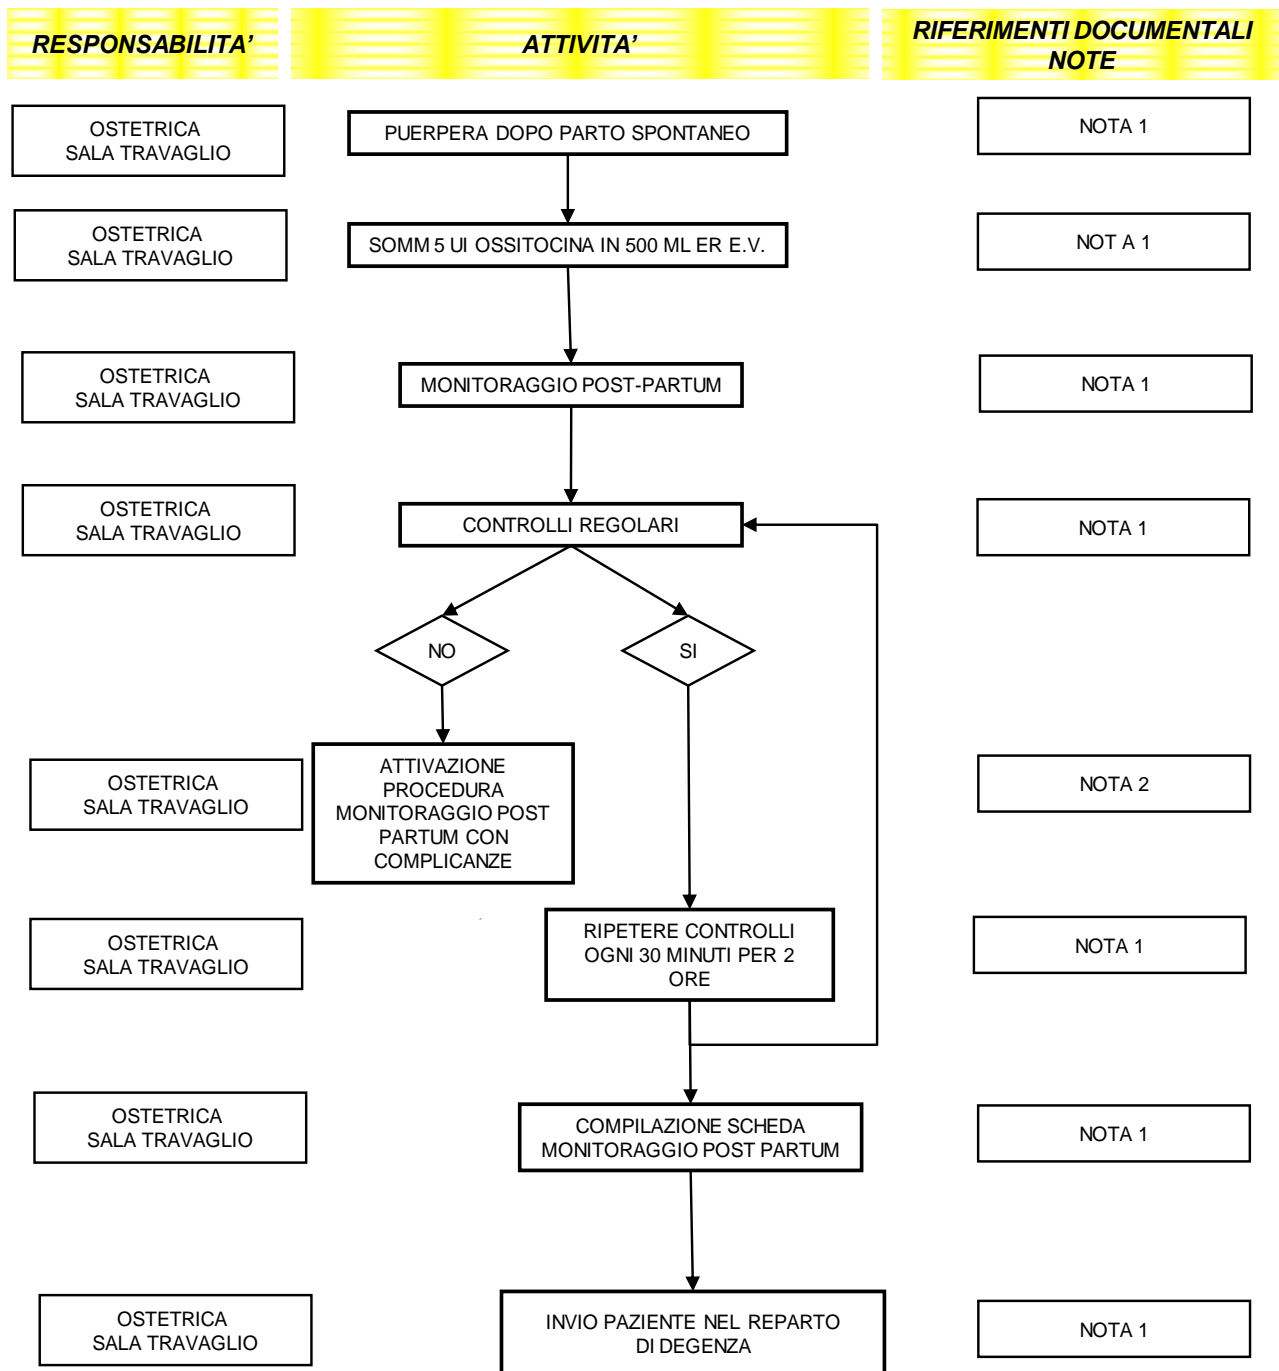 RESPONSABILITA’
ATTIVITA’
RIFERIMENTI DOCUMENTALI
NOTE
OSTETRICA
SALA TRAVAGLIO
PUERPERA DOPO PARTO SPONTANEO
NOTA 1
OSTETRICA
SALA TRAVAGLIO
SOMM 5 UI OSSITOCINA IN 500 ML ER E.V.
NOT A 1
OSTETRICA
SALA TRAVAGLIO
MONITORAGGIO POST-PARTUM
NOTA 1
OSTETRICA
SALA TRAVAGLIO
CONTROLLI REGOLARI
NOTA 1
NO
SI
OSTETRICA
SALA TRAVAGLIO
ATTIVAZIONE
PROCEDURA
MONITORAGGIO POST
PARTUM CON
COMPLICANZE
NOTA 2
OSTETRICA
SALA TRAVAGLIO
RIPETERE CONTROLLI
OGNI 30 MINUTI PER 2
ORE
NOTA 1
OSTETRICA
SALA TRAVAGLIO
COMPILAZIONE SCHEDA
MONITORAGGIO POST PARTUM
NOTA 1
OSTETRICA
SALA TRAVAGLIO
INVIO PAZIENTE NEL REPARTO
DI DEGENZA
NOTA 1